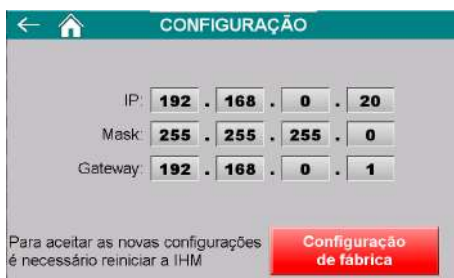 CONFIGURAÇÃO
IP: 192 . 168 . 0 . 20
Mask: 255 . 255 . 255 . 0
Gateway: 192 . 168 . 0 . 1
Para aceitar as novas configurações
é necessário reiniciar a IHM
Configuração
de fábrica